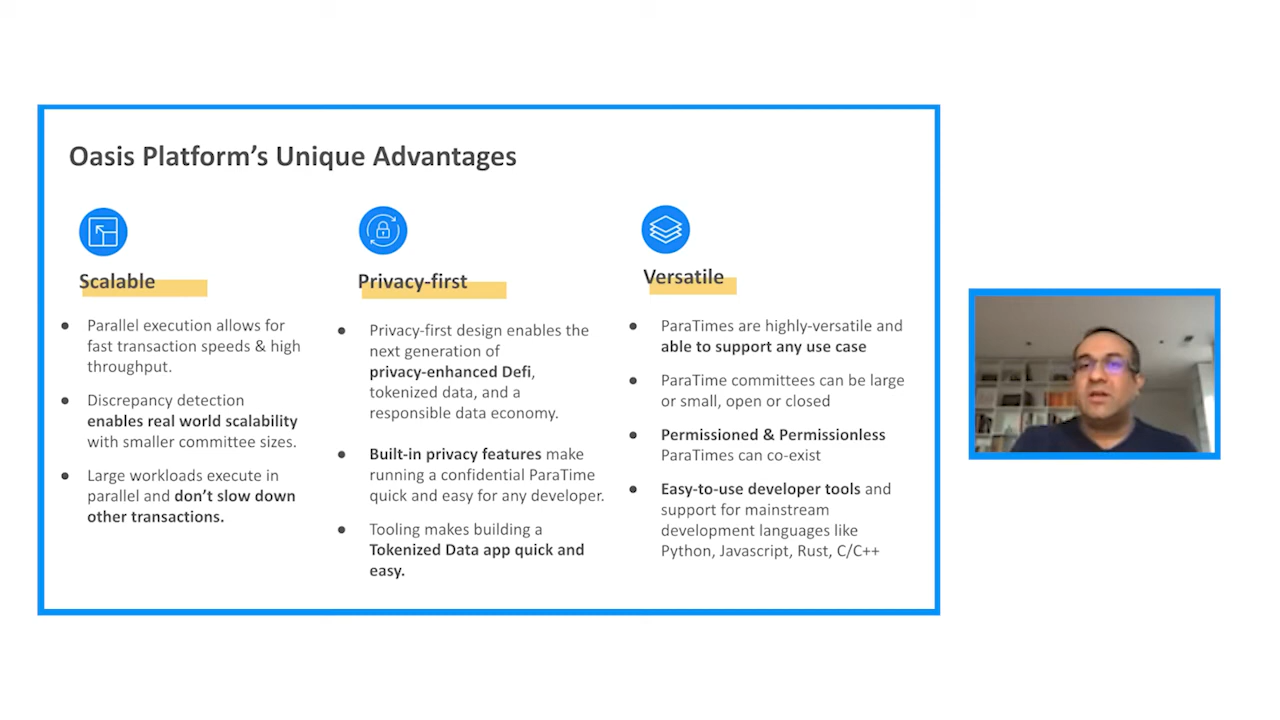 Oasis Platform’s Unique Advantages
Scalable
● Parallel execution allows for
fast transaction speeds & high
throughput.
● Discrepancy detection
enables real world scalability
with smaller committee sizes.
● Large workloads execute in
parallel and don’t slow down
other transactions.
Privacy-first
● Privacy-first design enables the
next generation of
privacy-enhanced Defi,
tokenized data, and a
responsible data economy.
● Built-in privacy features make
running a confidential ParaTime
quick and easy for any developer.
● Tooling makes building a
Tokenized Data app quick and
easy.
Versatile
● ParaTimes are highly-versatile and
able to support any use case
● ParaTime committees can be large
or small, open or closed
● Permissioned & Permissionless
ParaTimes can co-exist
● Easy-to-use developer tools and
support for mainstream
development languages like
Python, Javascript, Rust, C/C++